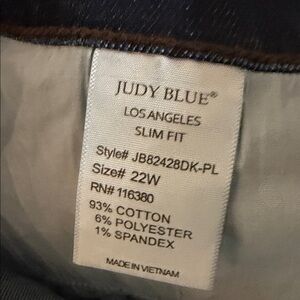 JUDY BLUE®
LOS ANGELES
SLIM FIT
Style# JB82428DK-PL
Size# 22W
RN# 116380
93% COTTON
6% POLYESTER
1% SPANDEX
MADE IN VIETNAM